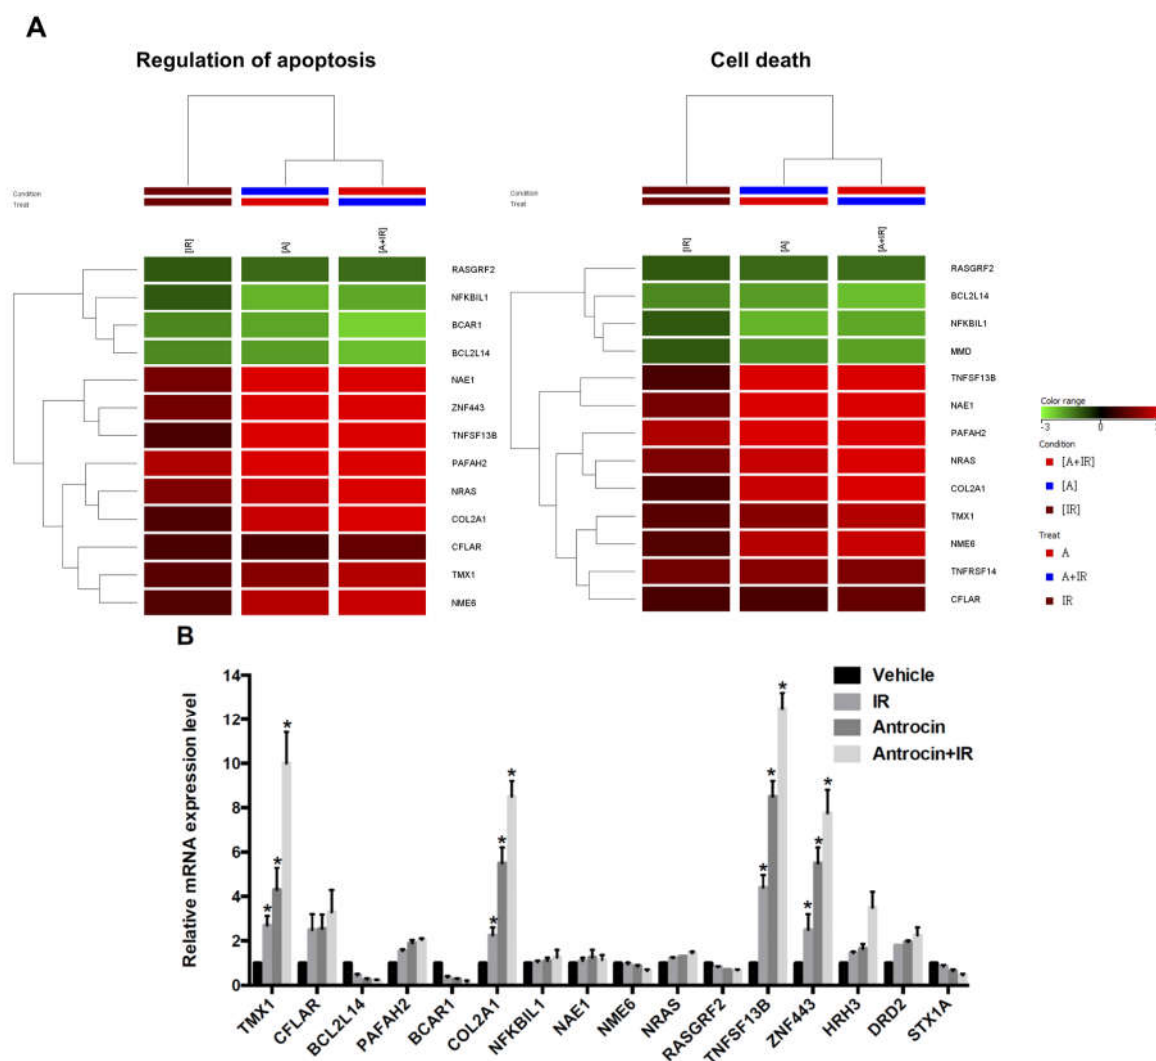 A
Regulation of apoptosis
Cell death
Condition
Treat
Condition
Treat
[IR]
[A]
[A+IR]
[IR]
[A]
[A+IR]
RASGRF2
NFKBIL1
BCAR1
BCL2L14
NAE1
ZNF443
TNFSF13B
PAFAH2
NRAS
COL2A1
CFLAR
TMX1
NME6
RASGRF2
BCL2L14
NFKBIL1
MMD
TNFSF13B
NAE1
PAFAH2
NRAS
COL2A1
TMX1
NME6
TNFRSF14
CFLAR
Color range
-3 0
Condition
[A+IR]
[A]
[IR]
Treat
A
A+IR
IR
B
Relative mRNA expression level
14
12
10
8
6
4
2
0
Vehicle
IR
Antrocin
Antrocin+IR
* * *
* * *
* * *
* * *
TMX1
CFLAR
BCL2L14
PAFAH2
BCAR1
COL2A1
NFKBIL1
NAE1
NME6
NRAS
RASGRF2
TNFSF13B
ZNF443
HRH3
DRD2
STX1A